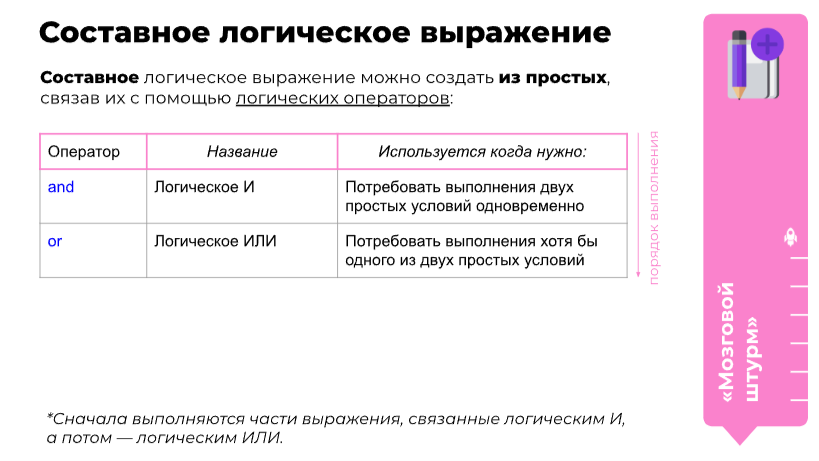 Составное логическое выражение
Составное логическое выражение можно создать из простых,
связав их с помощью логических операторов:
Оператор Название Используется когда нужно:
and Логическое И Потребовать выполнения двух
простых условий одновременно
or Логическое ИЛИ Потребовать выполнения хотя бы
одного из двух простых условий
порядок выполнения
*Сначала выполняются части выражения, связанные логическим И,
а потом — логическим ИЛИ.
«Мозговой
штурм»